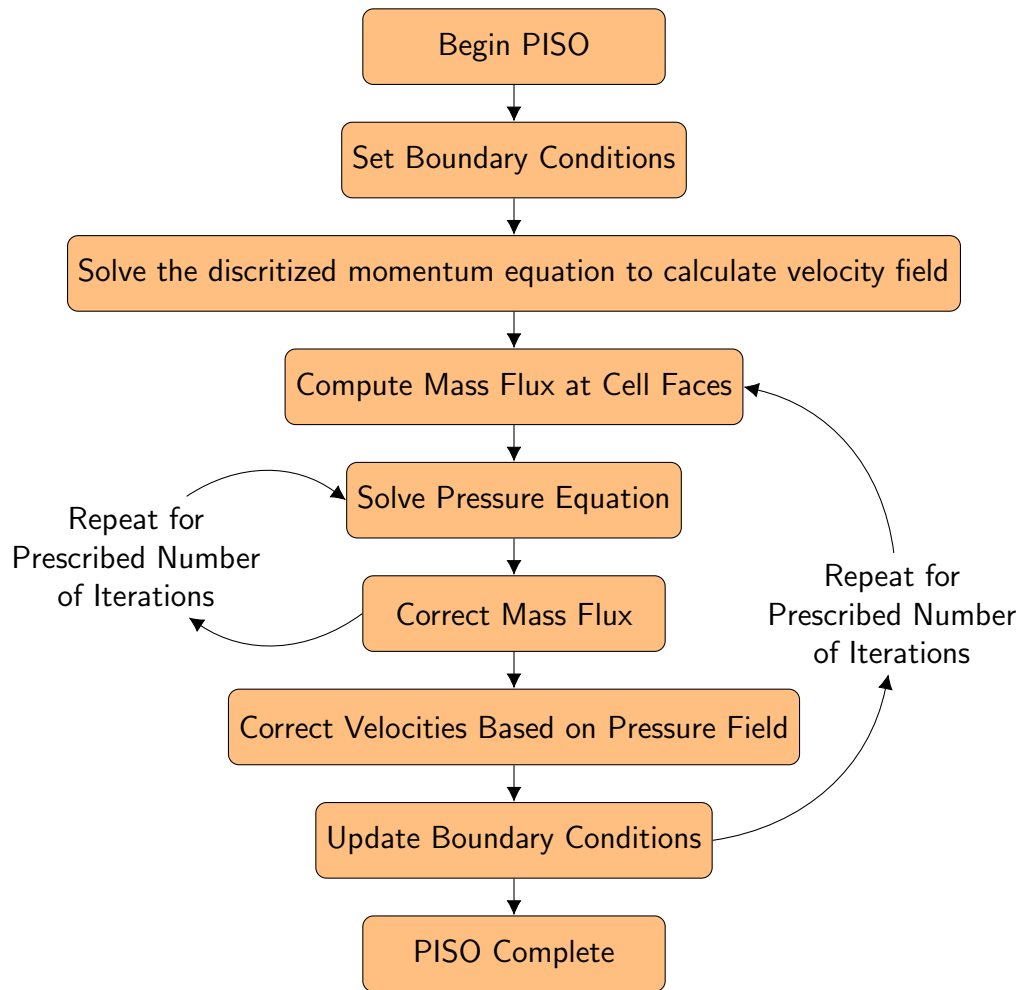 Begin PISO
Set Boundary Conditions
Solve the discritized momentum equation to calculate velocity field
Compute Mass Flux at Cell Faces
Solve Pressure Equation
Repeat for
Prescribed Number
of Iterations
Correct Mass Flux
Repeat for
Prescribed Number
of Iterations
Correct Velocities Based on Pressure Field
Update Boundary Conditions
PISO Complete